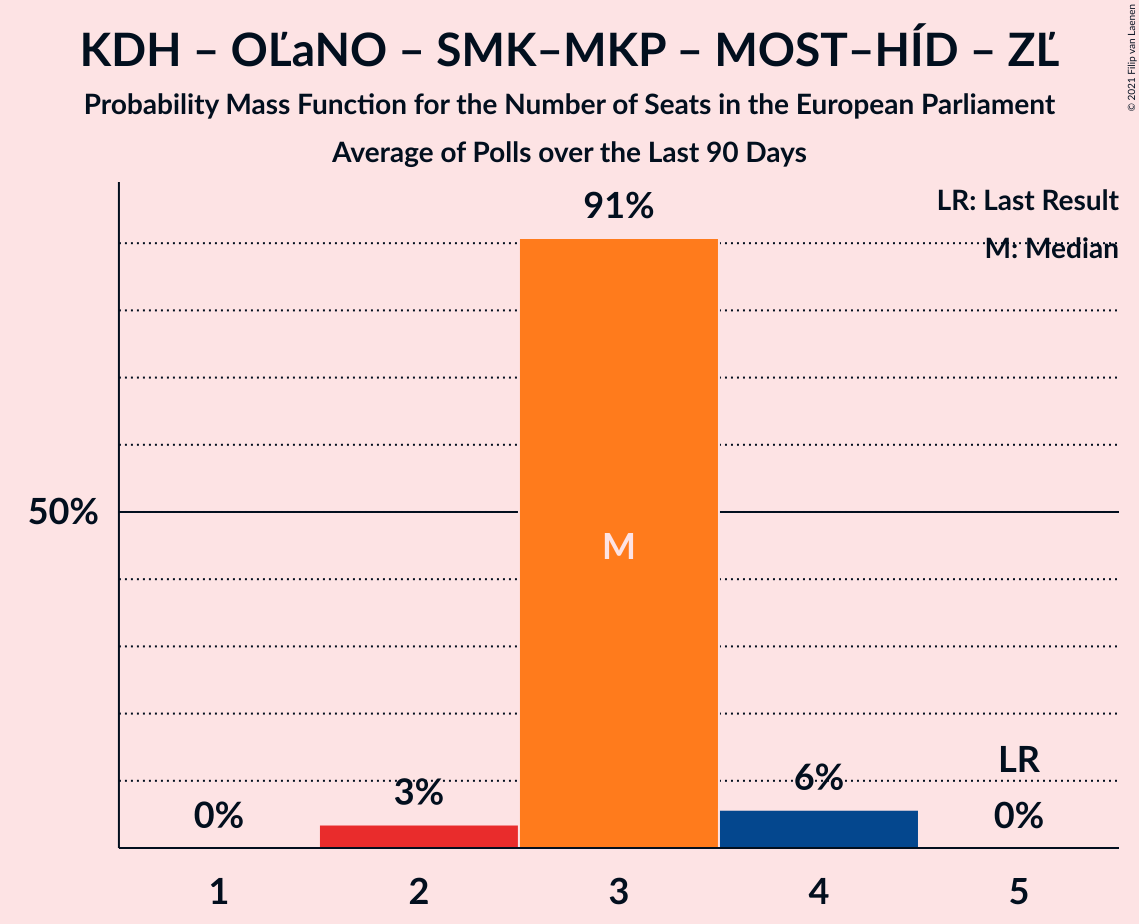 KDH – OĽaNO – SMK–MKP – MOST–HÍD – ZĽ
Probability Mass Function for the Number of Seats in the European Parliament
Average of Polls over the Last 90 Days
© 2021 Filip van Laenen
LR: Last Result
M: Median
91%
50%
M
LR
3%
6%
0%
0%
1 2 3 4 5